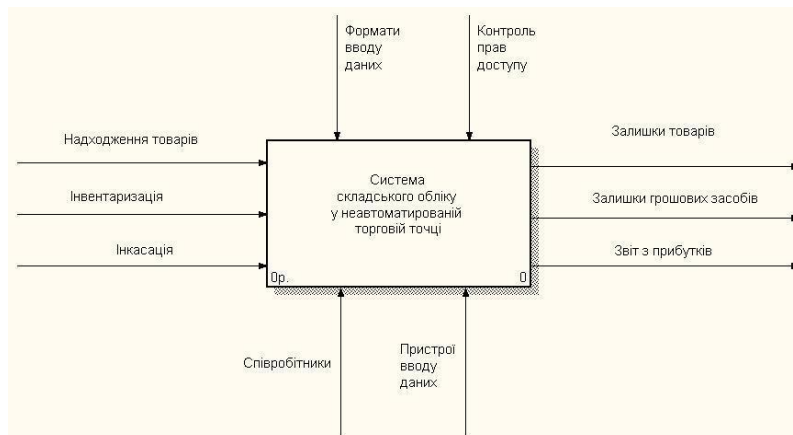 Формати
вводу
даних
Контроль
прав
доступу
Надходження товарів
Інвентаризація
Інкасація
Система
складського обліку
у неавтоматированій
торговій точці
0р.
0
Залишки товарів
Залишки грошових засобів
Звіт з прибутків
Співробітники
Пристрої
вводу
даних